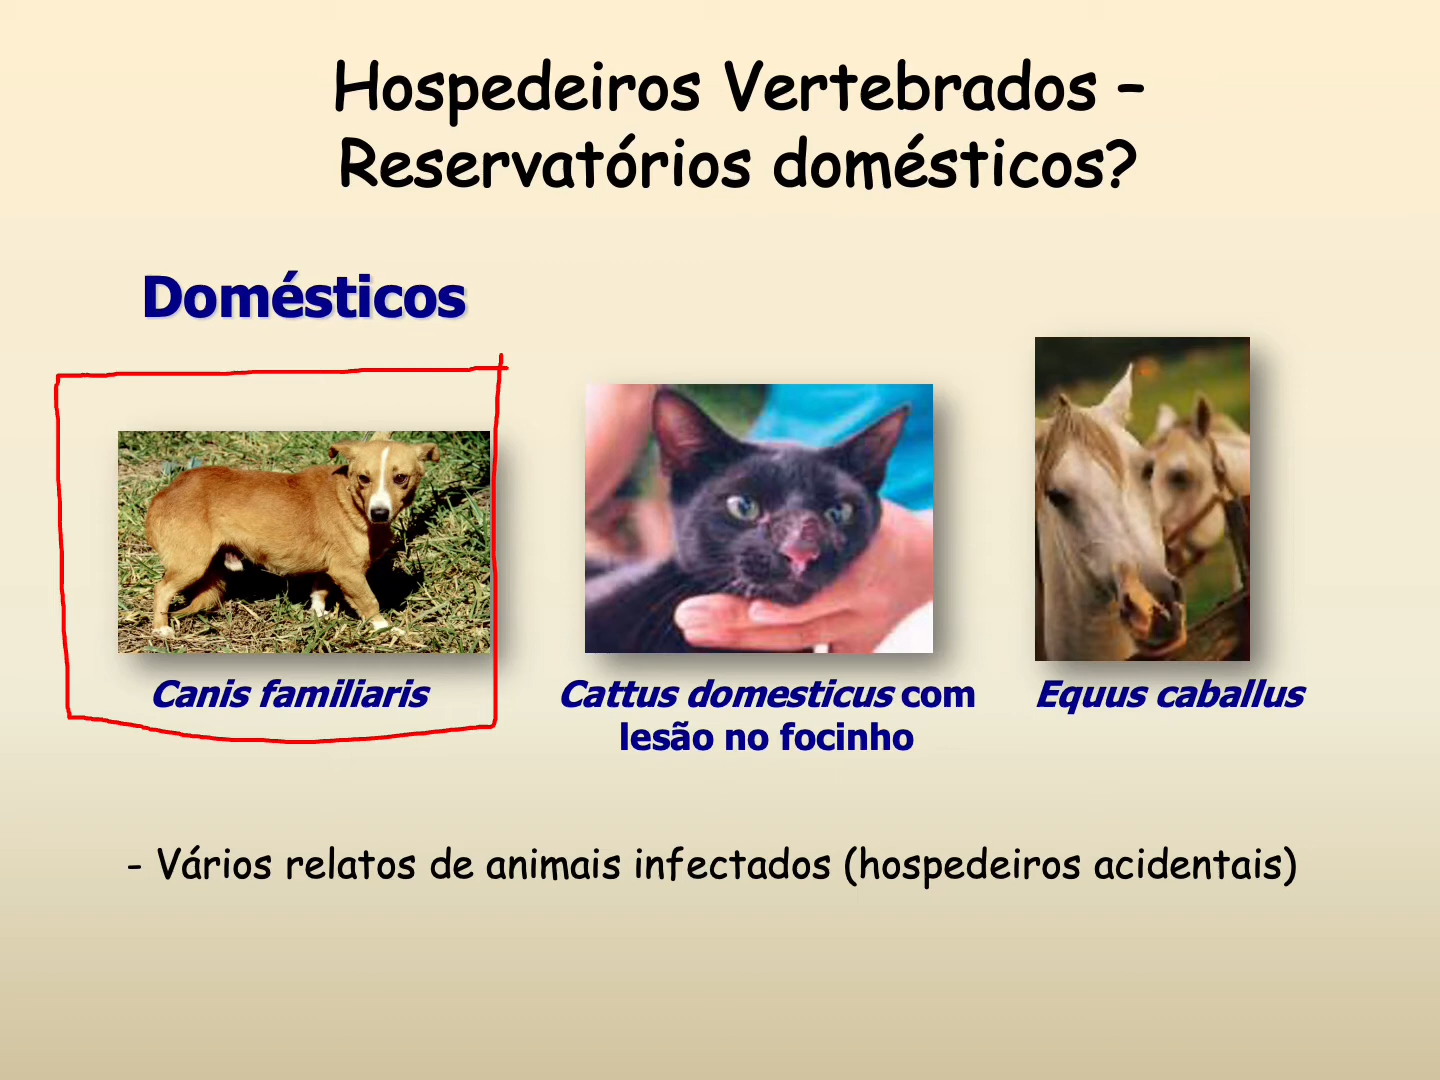 Hospedeiros Vertebrados –
Reservatórios domésticos?
Domésticos
Canis familiaris
Cattus domesticus com
lesão no focinho
Equus caballus
- Vários relatos de animais infectados (hospedeiros acidentais)